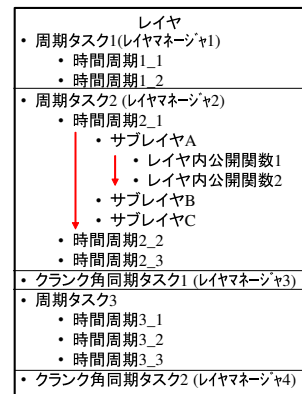 レイヤ
• 周期タスク1(レイヤマネージャ1)
• 時間周期1_1
• 時間周期1_2
• 周期タスク2 (レイヤマネージャ2)
• 時間周期2_1
• サブレイヤA
• レイヤ内公開関数1
• レイヤ内公開関数2
• サブレイヤB
• サブレイヤC
• 時間周期2_2
• 時間周期2_3
• クランク角同期タスク1 (レイヤマネージャ3)
• 周期タスク3
• 時間周期3_1
• 時間周期3_2
• 時間周期3_3
• クランク角同期タスク2 (レイヤマネージャ4)